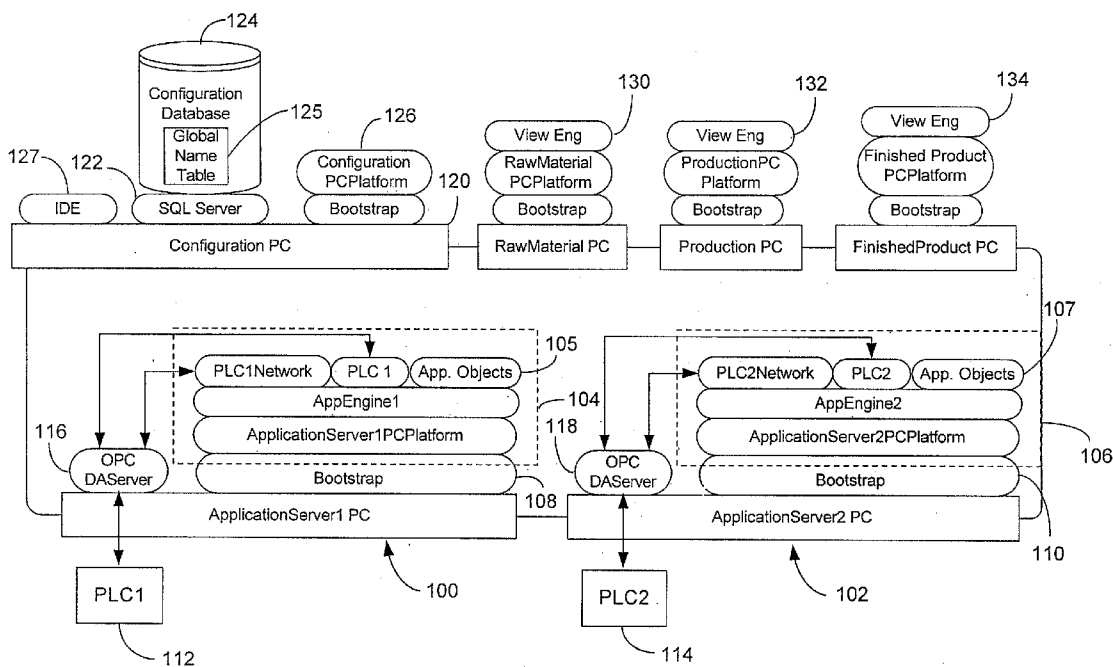 124
Configuration
Database
125
Global
Name
Table
127
122
126
130
132
134
View Eng
View Eng
View Eng
Configuration
PCPlatform
RawMaterial
PCPlatform
ProductionPC
Platform
Finished Product
PCPlatform
120
IDE
SQL Server
Bootstrap
Bootstrap
Bootstrap
Bootstrap
Configuration PC
RawMaterial PC
Production PC
FinishedProduct PC
105
107
PLC1Network
PLC 1
App. Objects
PLC2Network
PLC2
App. Objects
104
AppEngine1
AppEngine2
116
118
106
ApplicationServer1PCPlatform
ApplicationServer2PCPlatform
OPC
DAServer
Bootstrap
108
OPC
DAServer
Bootstrap
110
ApplicationServer1 PC
ApplicationServer2 PC
100
102
PLC1
PLC2
112
114